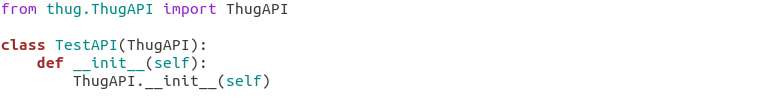 from thug.ThugAPI import ThugAPI

class TestAPI(ThugAPI):
    def __init__(self):
        ThugAPI.__init__(self)